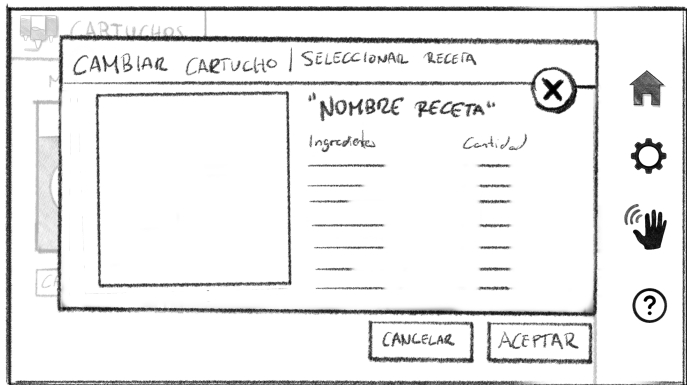 CARTUCHOS
CAMBIAR CARTUCHO | SELECCIONAR RECETA
X
"NOMBRE RECETA"
Ingredientes Cantidad
CANCELAR ACEPTAR
?